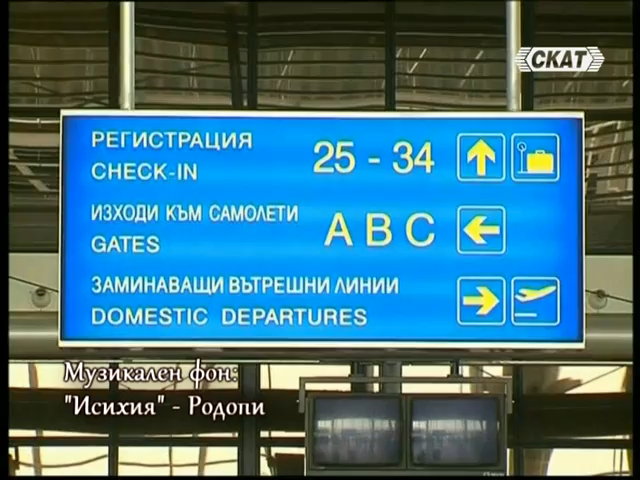 СКАТ
РЕГИСТРАЦИЯ
CHECK-IN
25 - 34
ИЗХОДИ КЪМ САМОЛЕТИ
GATES
A B C
ЗАМИНАВАЩИ ВЪТРЕШНИ ЛИНИИ
DOMESTIC DEPARTURES
Музикален фон:
"Исихия" - Родопи